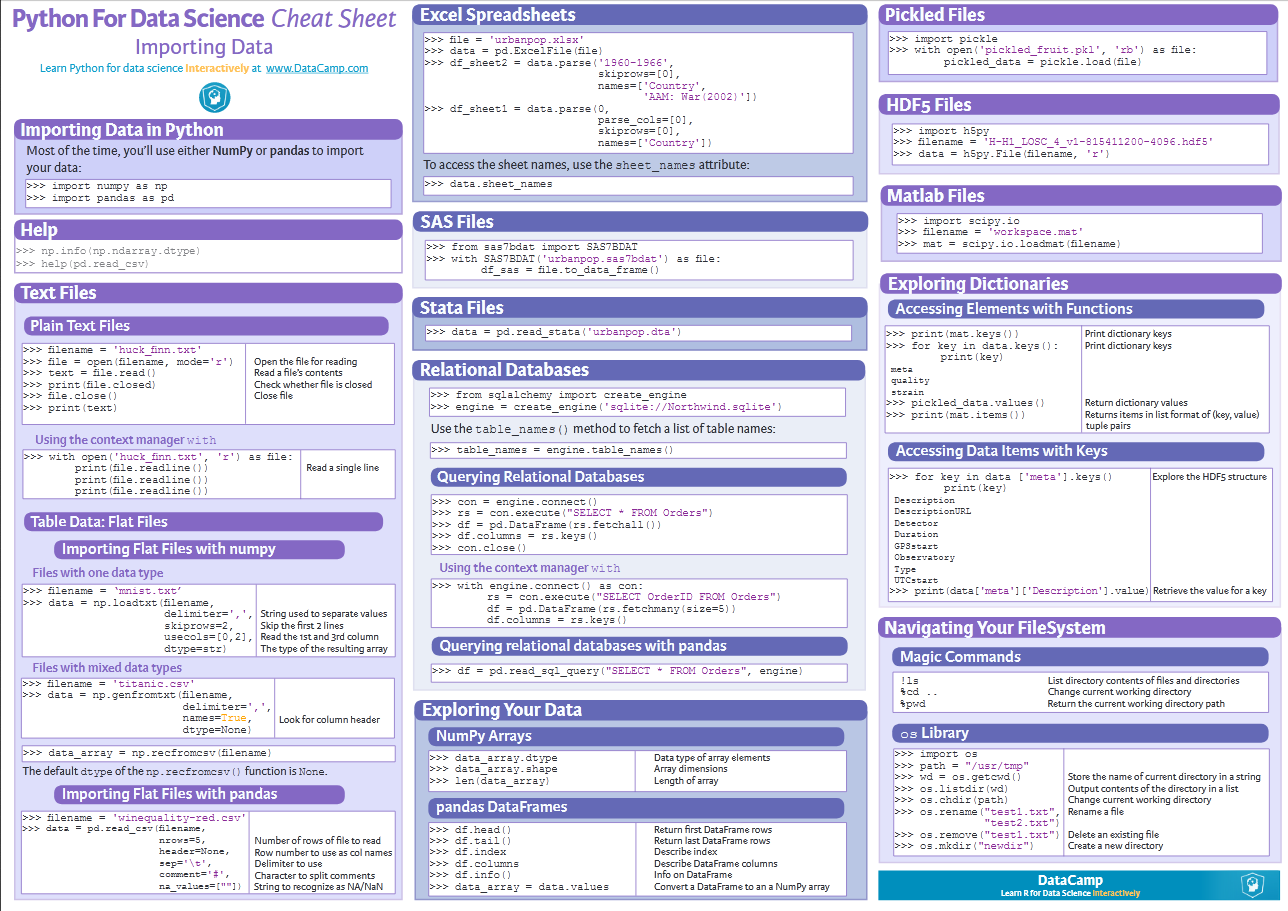 Python For Data Science Cheat Sheet
Importing Data
Learn Python for data science Interactively at www.DataCamp.com
Importing Data in Python
Most of the time, you'll use either NumPy or pandas to import
your data:
>>> import numpy as np
>>> import pandas as pd
Help
>>> np.info(np.ndarray.dtype)
>>> help(pd.read_csv)
Text Files
Plain Text Files
>>> filename = 'huck_finn.txt'
>>> file = open(filename, mode='r') Open the file for reading
>>> text = file.read() Read a file's contents
>>> print(file.closed) Check whether file is closed
>>> file.close() Close file
>>> print(text)
Using the context manager with
>>> with open('huck_finn.txt', 'r') as file:
print(file.readline()) Read a single line
print(file.readline())
print(file.readline())
Table Data: Flat Files
Importing Flat Files with numpy
Files with one data type
>>> filename = 'mnist.txt'
>>> data = np.loadtxt(filename,
delimiter=',', String used to separate values
skiprows=2, Skip the first 2 lines
usecols=[0,2], Read the 1st and 3rd column
dtype=str) The type of the resulting array
Files with mixed data types
>>> filename = 'titanic.csv'
>>> data = np.genfromtxt(filename,
delimiter=',',
names=True, Look for column header
dtype=None)
>>> data_array = np.recfromcsv(filename)
The default dtype of the np.recfromcsv() function is None.
Importing Flat Files with pandas
>>> filename = 'winequality-red.csv'
>>> data = pd.read_csv(filename,
nrows=5, Number of rows of file to read
header=None, Row number to use as col names
sep='\t', Delimiter to use
comment='#', Character to split comments
na_values=[""]) String to recognize as NA/NaN
Excel Spreadsheets
>>> file = 'urbanpop.xlsx'
>>> data = pd.ExcelFile(file)
>>> df_sheet2 = data.parse('1960-1966',
skiprows=[0],
names=['Country',
'AAM: War(2002)'])
>>> df_sheet1 = data.parse(0,
parse_cols=[0],
skiprows=[0],
names=['Country'])
To access the sheet names, use the sheet_names attribute:
>>> data.sheet_names
SAS Files
>>> from sas7bdat import SAS7BDAT
>>> with SAS7BDAT('urbanpop.sas7bdat') as file:
df_sas = file.to_data_frame()
Stata Files
>>> data = pd.read_stata('urbanpop.dta')
Relational Databases
>>> from sqlalchemy import create_engine
>>> engine = create_engine('sqlite://Northwind.sqlite')
Use the table_names() method to fetch a list of table names:
>>> table_names = engine.table_names()
Querying Relational Databases
>>> con = engine.connect()
>>> rs = con.execute("SELECT * FROM Orders")
>>> df = pd.DataFrame(rs.fetchall())
>>> df.columns = rs.keys()
>>> con.close()
Using the context manager with
>>> with engine.connect() as con:
rs = con.execute("SELECT OrderID FROM Orders")
df = pd.DataFrame(rs.fetchmany(size=5))
df.columns = rs.keys()
Querying relational databases with pandas
>>> df = pd.read_sql_query("SELECT * FROM Orders", engine)
Exploring Your Data
NumPy Arrays
>>> data_array.dtype Data type of array elements
>>> data_array.shape Array dimensions
>>> len(data_array) Length of array
pandas DataFrames
>>> df.head() Return first DataFrame rows
>>> df.tail() Return last DataFrame rows
>>> df.index Describe index
>>> df.columns Describe DataFrame columns
>>> df.info() Info on DataFrame
>>> data_array = data.values Convert a DataFrame to an a NumPy array
Pickled Files
>>> import pickle
>>> with open('pickled_fruit.pkl', 'rb') as file:
pickled_data = pickle.load(file)
HDF5 Files
>>> import h5py
>>> filename = 'H-H1_LOSC_4_v1-815411200-4096.hdf5'
>>> data = h5py.File(filename, 'r')
Matlab Files
>>> import scipy.io
>>> filename = 'workspace.mat'
>>> mat = scipy.io.loadmat(filename)
Exploring Dictionaries
Accessing Elements with Functions
>>> print(mat.keys()) Print dictionary keys
>>> for key in data.keys(): Print dictionary keys
print(key)
meta
quality
strain
>>> pickled_data.values() Return dictionary values
>>> print(mat.items()) Returns items in list format of (key, value)
tuple pairs
Accessing Data Items with Keys
>>> for key in data ['meta'].keys() Explore the HDF5 structure
print(key)
Description
DescriptionURL
Detector
Duration
GPSstart
Observatory
Type
UTCstart
>>> print(data['meta']['Description'].value) Retrieve the value for a key
Navigating Your FileSystem
Magic Commands
!ls List directory contents of files and directories
%cd .. Change current working directory
%pwd Return the current working directory path
os Library
>>> import os
>>> path = "/usr/tmp"
>>> wd = os.getcwd() Store the name of current directory in a string
>>> os.listdir(wd) Output contents of the directory in a list
>>> os.chdir(path) Change current working directory
>>> os.rename("test1.txt", Rename a file
"test2.txt")
>>> os.remove("test1.txt") Delete an existing file
>>> os.mkdir("newdir") Create a new directory
DataCamp
Learn R for Data Science Interactively